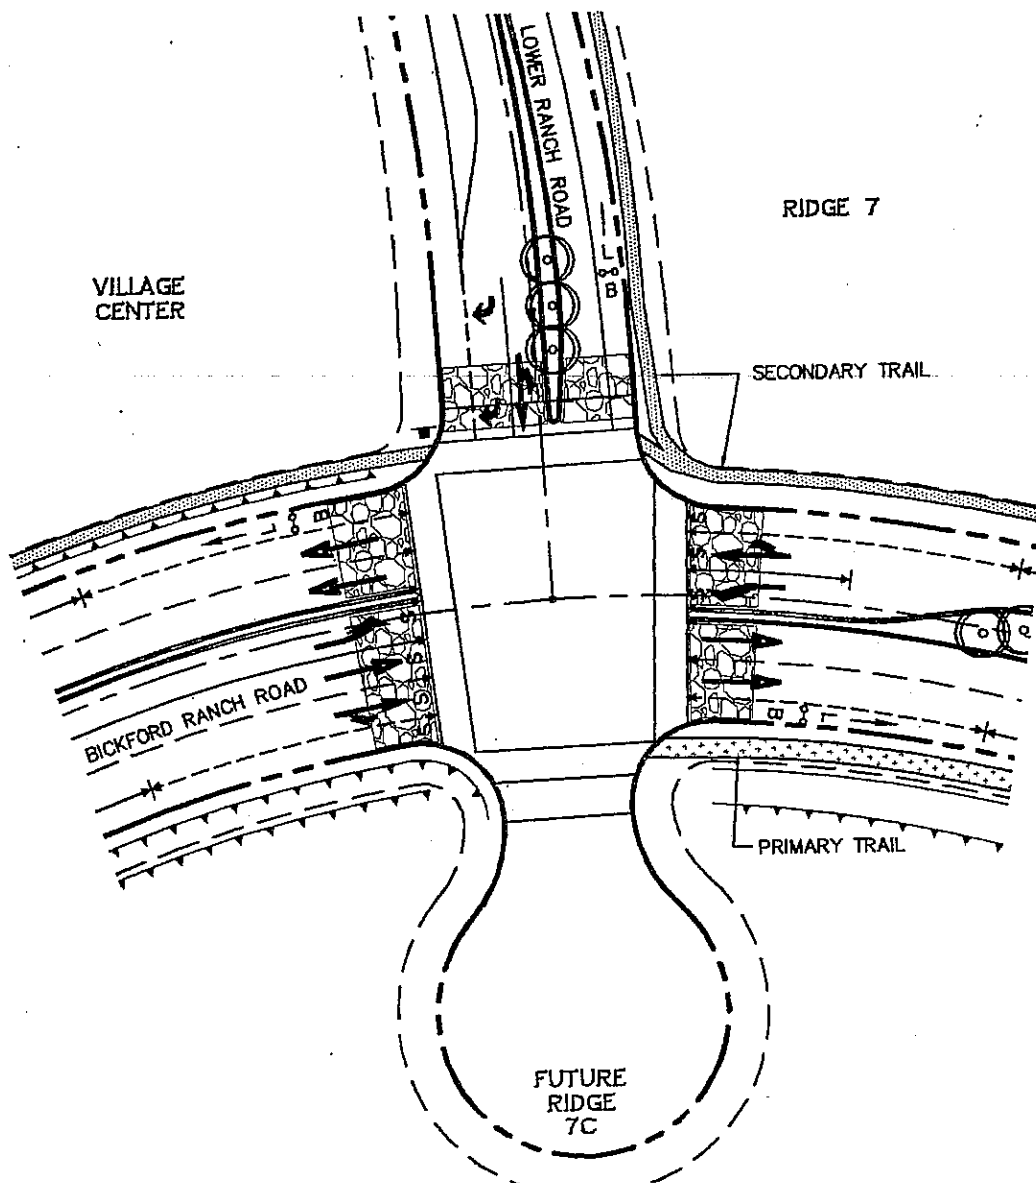 LOWER RANCH ROAD
RIDGE 7
VILLAGE
CENTER
L
B
SECONDARY TRAIL
L
B
S
S
S
S
S
S
BICKFORD RANCH ROAD
B
L
PRIMARY TRAIL
FUTURE
RIDGE
7C